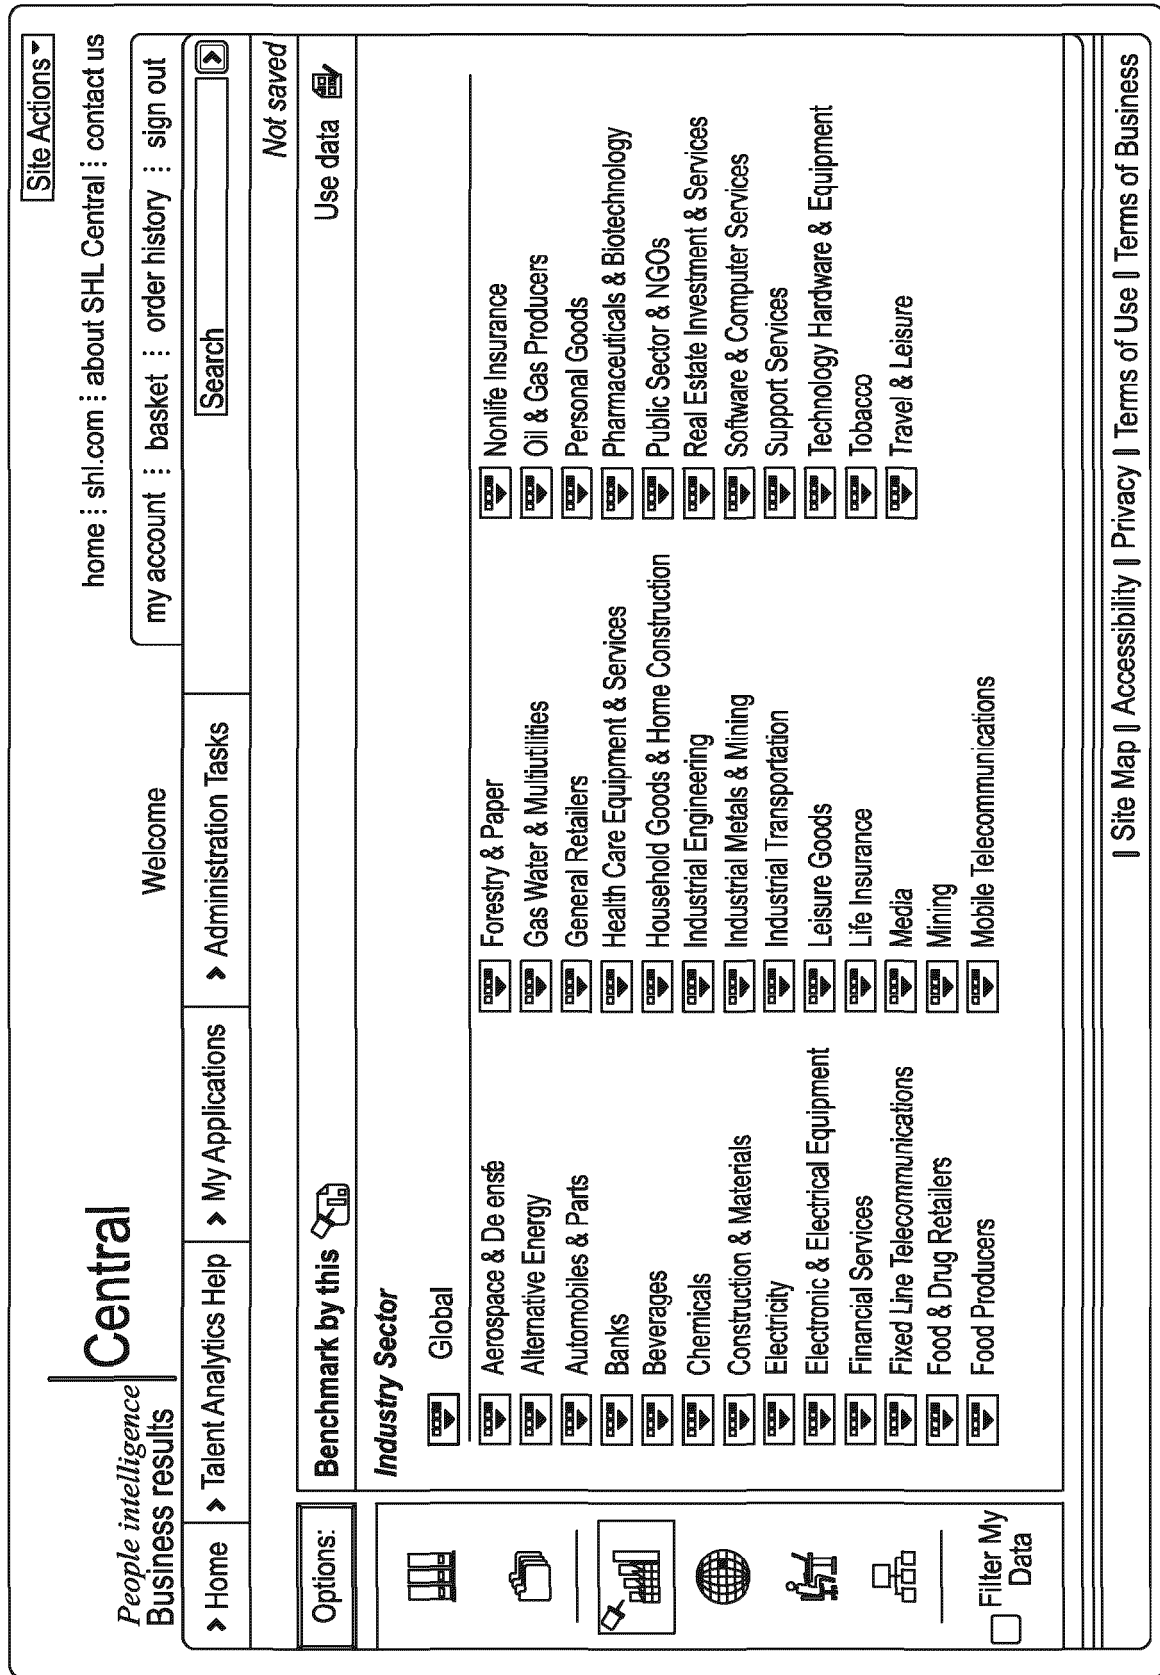 Site Actions
home ⋮ shl.com ⋮ about SHL Central ⋮ contact us
People intelligence
Business results
Central
Welcome
my account ⋮ basket ⋮ order history ⋮ sign out
> Home
> Talent Analytics Help
> My Applications
> Administration Tasks
Search
Not saved
Options:
Benchmark by this
Use data
Industry Sector
Global
Aerospace & De ense
Alternative Energy
Automobiles & Parts
Banks
Beverages
Chemicals
Construction & Materials
Electricity
Electronic & Electrical Equipment
Financial Services
Fixed Line Telecommunications
Food & Drug Retailers
Food Producers
Forestry & Paper
Gas Water & Multiutilities
General Retailers
Health Care Equipment & Services
Household Goods & Home Construction
Industrial Engineering
Industrial Metals & Mining
Industrial Transportation
Leisure Goods
Life Insurance
Media
Mining
Mobile Telecommunications
Nonlife Insurance
Oil & Gas Producers
Personal Goods
Pharmaceuticals & Biotechnology
Public Sector & NGOs
Real Estate Investment & Services
Software & Computer Services
Support Services
Technology Hardware & Equipment
Tobacco
Travel & Leisure
Filter My
Data
| Site Map | Accessibility | Privacy | Terms of Use | Terms of Business